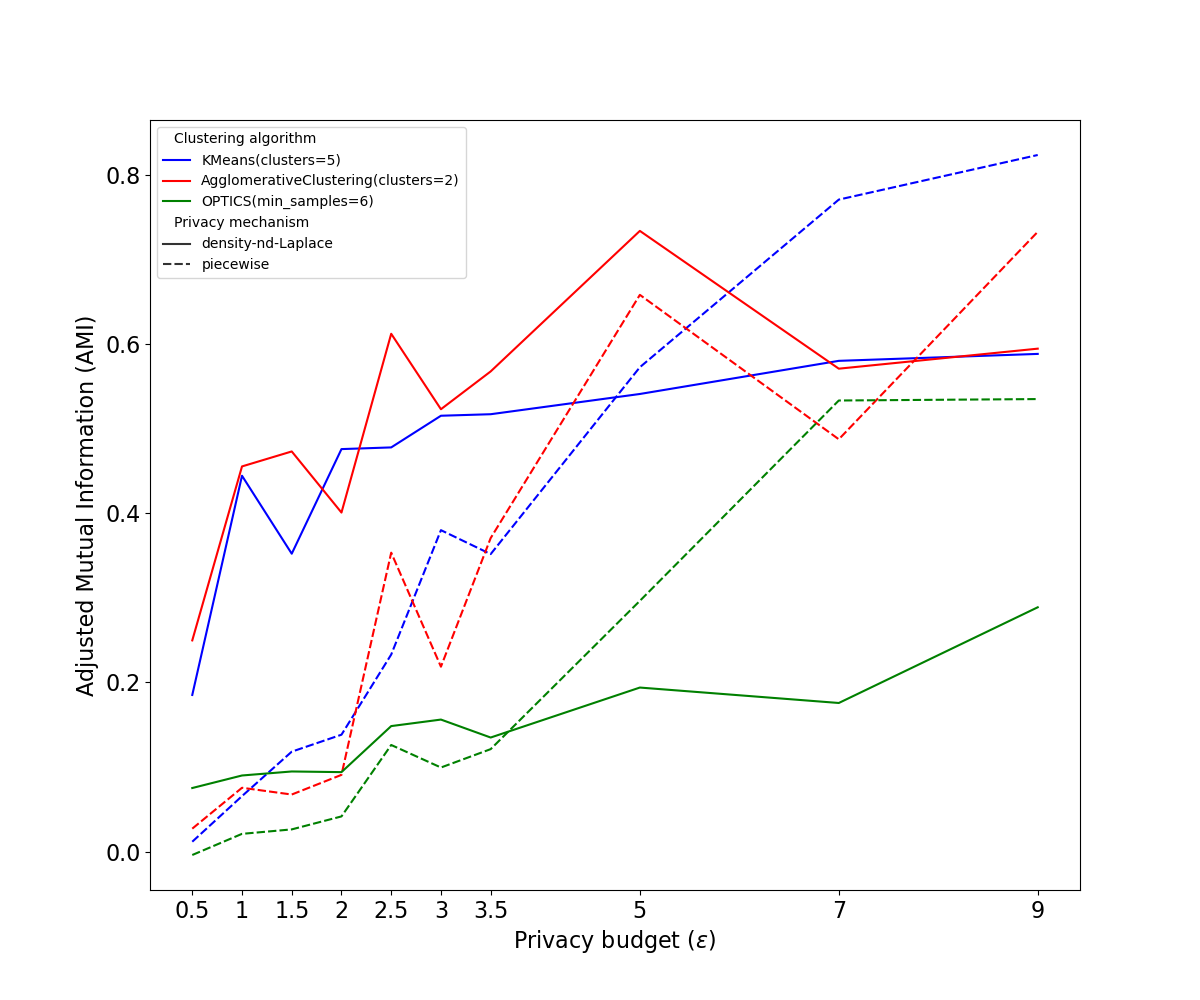 Clustering algorithm
KMeans(clusters=5)
AgglomerativeClustering(clusters=2)
OPTICS(min_samples=6)
Privacy mechanism
density-nd-Laplace
piecewise
Adjusted Mutual Information (AMI)
0.8
0.6
0.4
0.2
0.0
0.5 1 1.5 2 2.5 3 3.5 5 7 9
Privacy budget (ε)